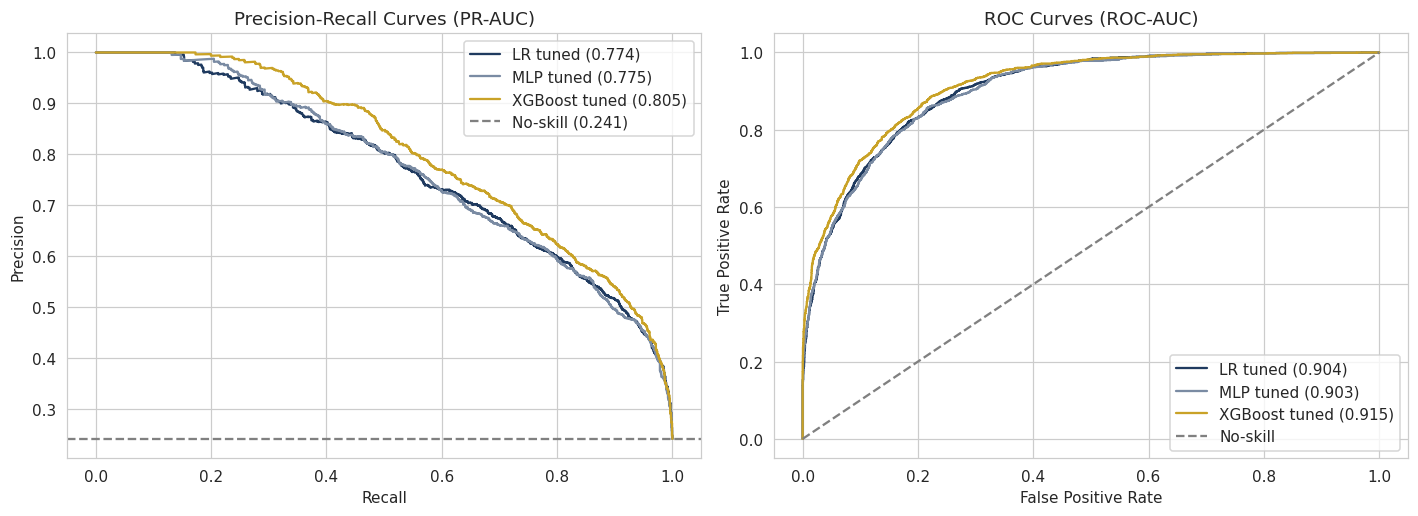 Precision-Recall Curves (PR-AUC)
1.0
0.9
0.8
0.7
0.6
0.5
0.4
0.3
Precision
0.0 0.2 0.4 0.6 0.8 1.0
Recall
LR tuned (0.774)
MLP tuned (0.775)
XGBoost tuned (0.805)
No-skill (0.241)
ROC Curves (ROC-AUC)
1.0
0.8
0.6
0.4
0.2
0.0
True Positive Rate
0.0 0.2 0.4 0.6 0.8 1.0
False Positive Rate
LR tuned (0.904)
MLP tuned (0.903)
XGBoost tuned (0.915)
No-skill